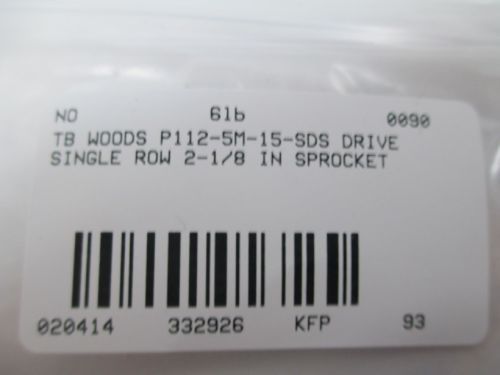 NO 6lb 0090
TB WOODS P112-5M-15-SDS DRIVE
SINGLE ROW 2-1/8 IN SPROCKET
020414 332926 KFP 93